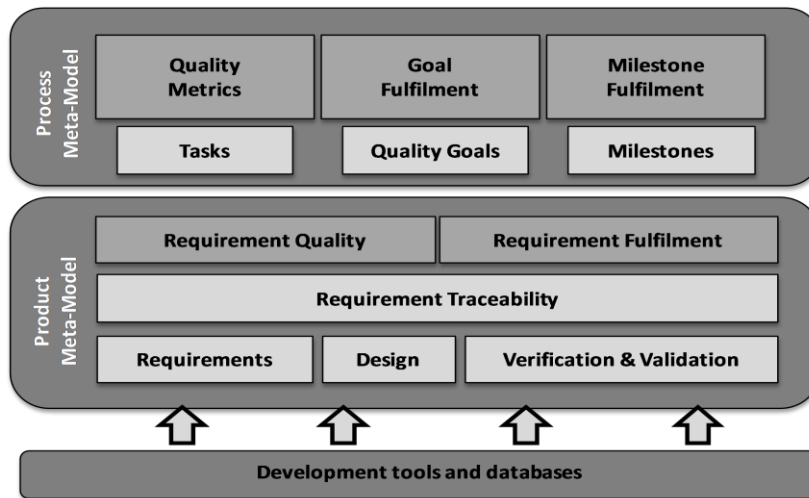 Process
Meta-Model
Quality
Metrics
Goal
Fulfilment
Milestone
Fulfilment
Tasks
Quality Goals
Milestones
Product
Meta-Model
Requirement Quality
Requirement Fulfilment
Requirement Traceability
Requirements
Design
Verification & Validation
Development tools and databases